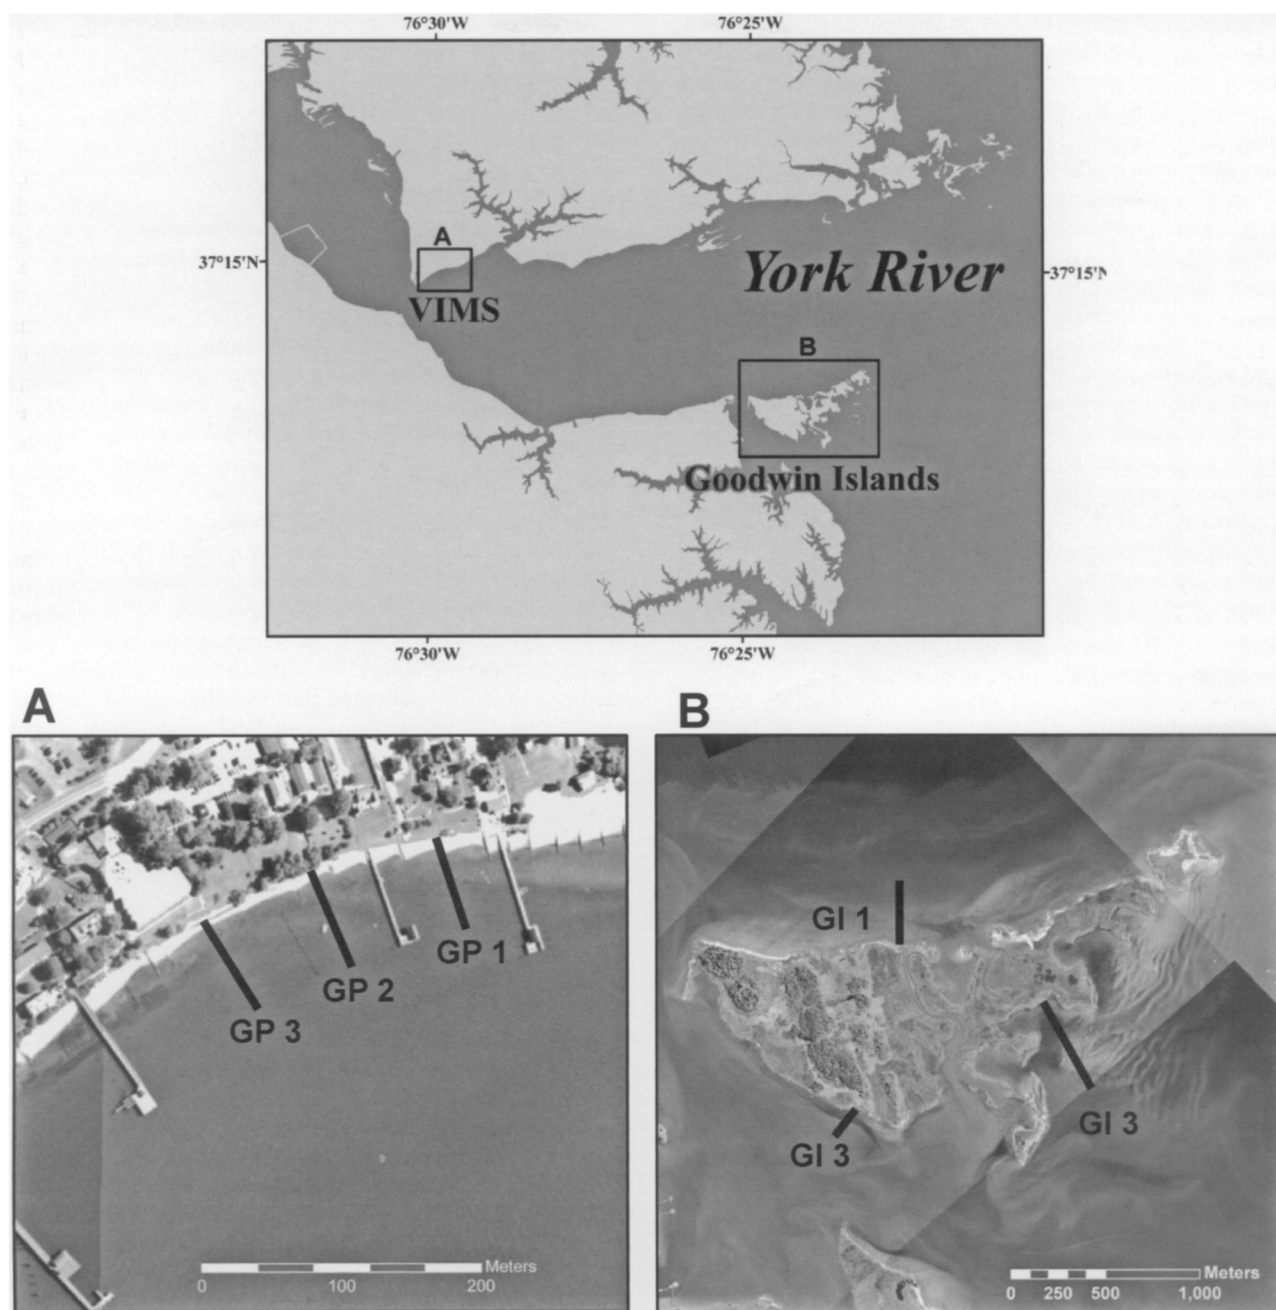 76°30'W 76°25'W
A
37°15'N
York River
37°15'N
VIMS
B
Goodwin Islands
76°30'W 76°25'W
A
B
GP 1
GP 2
GP 3
GI 1
GI 3
GI 3
Meters
0 100 200
Meters
0 250 500 1,000